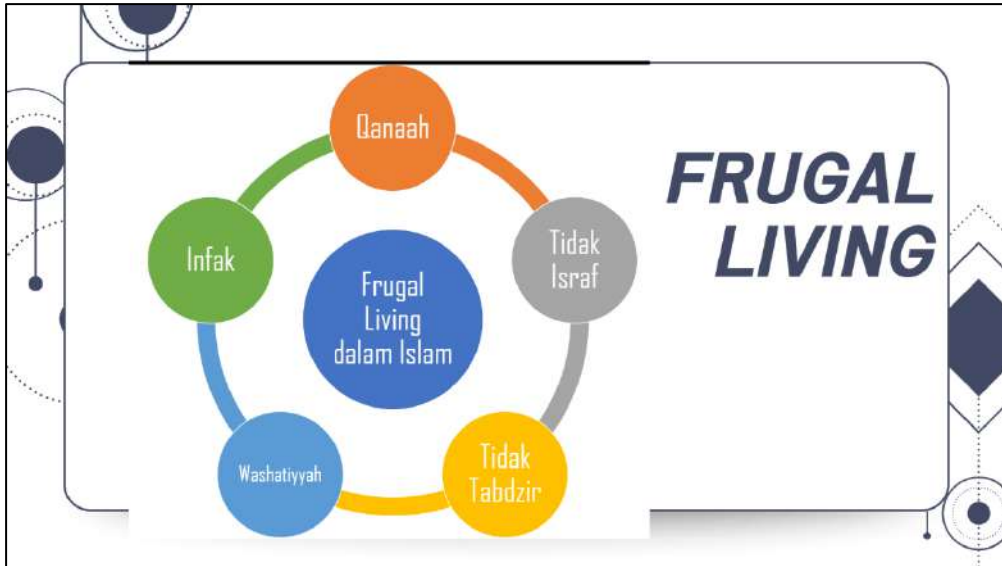 FRUGAL
LIVING
Qanaah
Tidak
Israf
Tidak
Tabdzir
Washatiyyah
Infak
Frugal
Living
dalam Islam